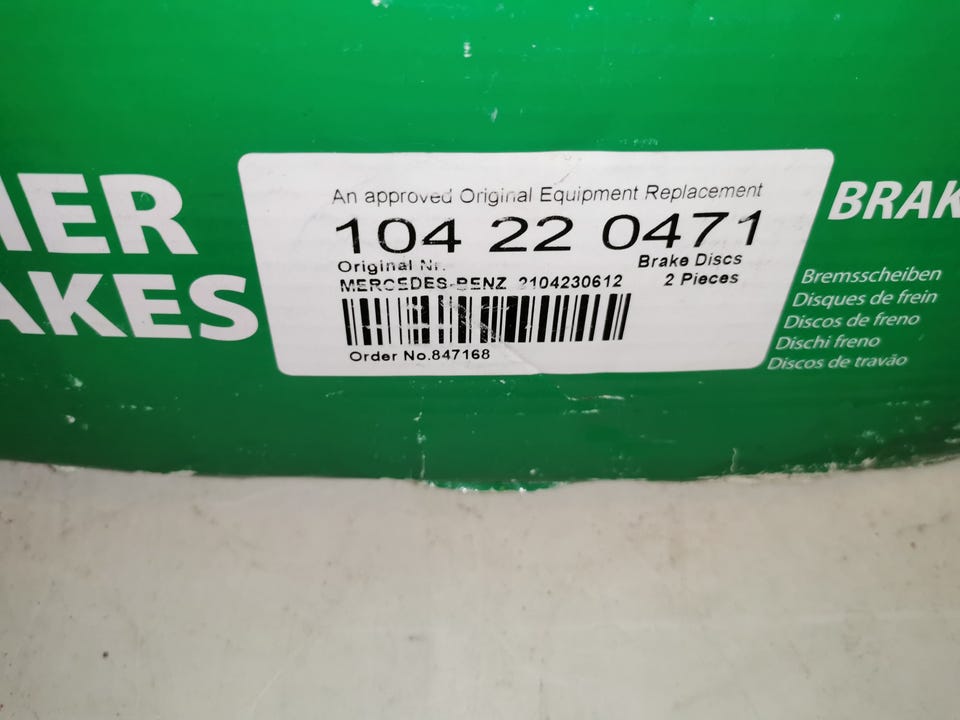 AKES
An approved Original Equipment Replacement
104 22 0471
Original Nr.
Brake Discs
MERCEDES-BENZ 2104230612
2 Pieces
Order No.847168
BRAK
Bremsscheiben
Disques de frein
Discos de freno
Dischi freno
Discos de travão